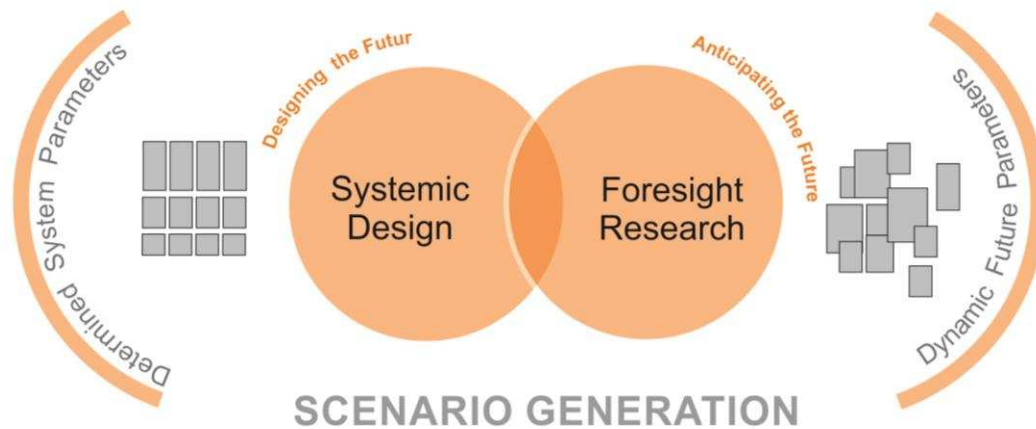 Determined System Parameters
Designing the Futur
Systemic
Design
Foresight
Research
Anticipating the Future
Dynamic Future Parameters
SCENARIO GENERATION